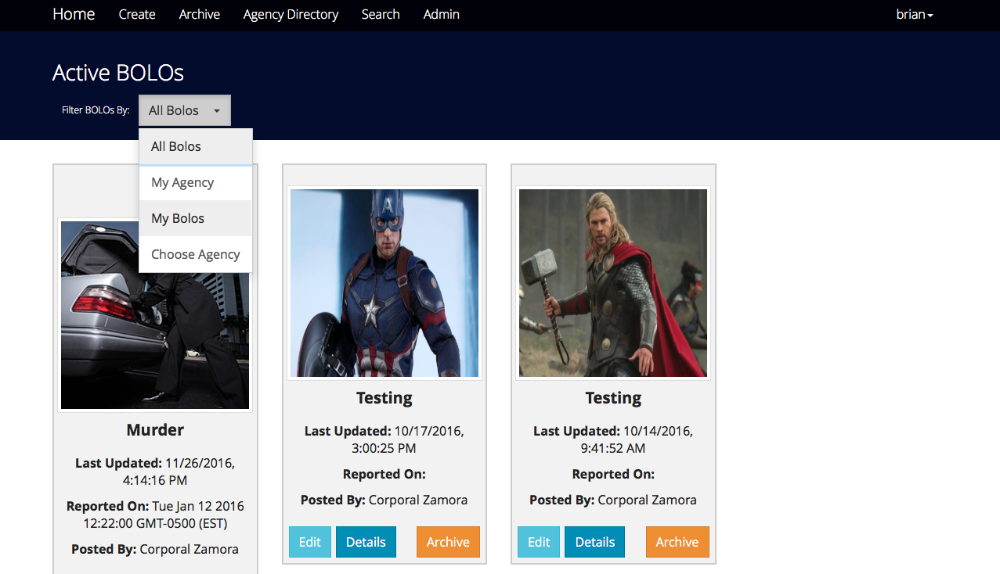 Home Create Archive Agency Directory Search Admin brian
Active BOLOs
Filter BOLOs By: All Bolos
All Bolos
My Agency
My Bolos
Choose Agency
Murder
Last Updated: 11/26/2016,
4:14:16 PM
Reported On: Tue Jan 12 2016
12:22:00 GMT-0500 (EST)
Posted By: Corporal Zamora
A
Testing
Last Updated: 10/17/2016,
3:00:25 PM
Reported On:
Posted By: Corporal Zamora
Edit Details Archive
Testing
Last Updated: 10/14/2016,
9:41:52 AM
Reported On:
Posted By: Corporal Zamora
Edit Details Archive